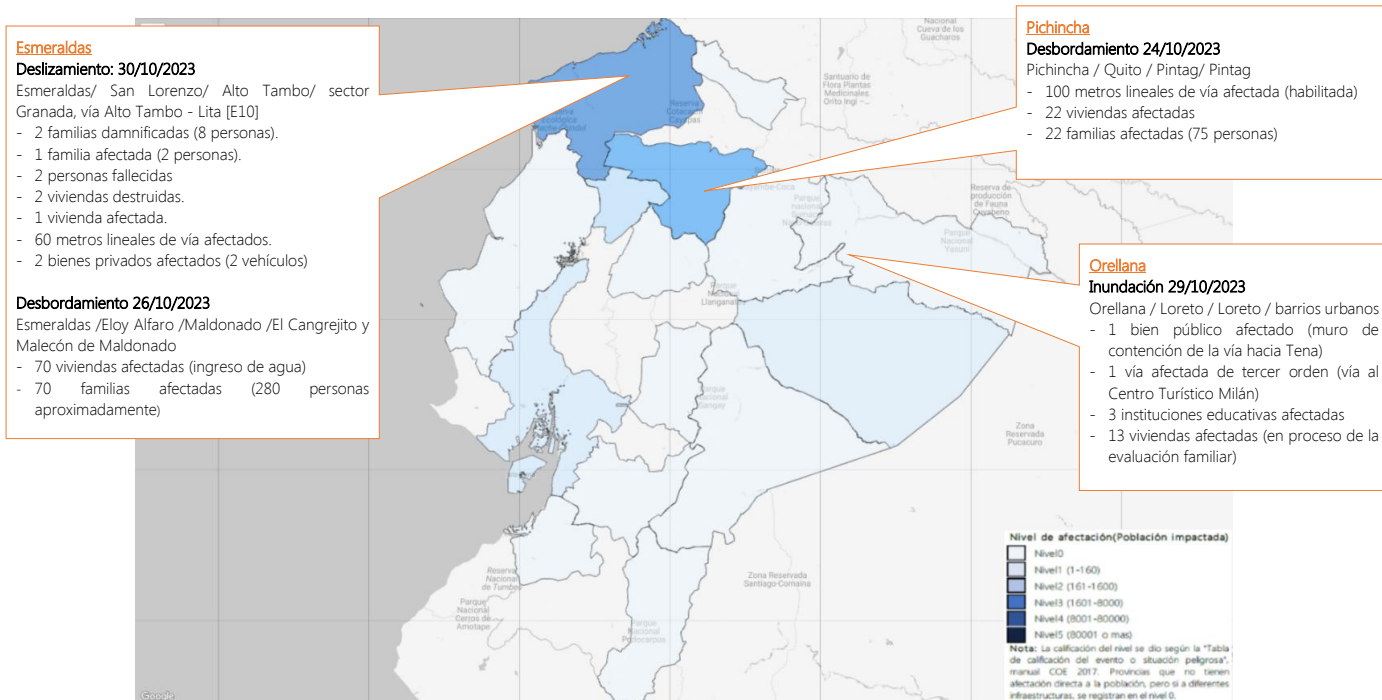 Esmeraldas
Deslizamiento: 30/10/2023
Esmeraldas/ San Lorenzo/ Alto Tambo/ sector
Granada, vía Alto Tambo - Lita [E10]
- 2 familias damnificadas (8 personas).
- 1 familia afectada (2 personas).
- 2 personas fallecidas
- 2 viviendas destruidas.
- 1 vivienda afectada.
- 60 metros lineales de vía afectados.
- 2 bienes privados afectados (2 vehículos)
Desbordamiento 26/10/2023
Esmeraldas /Eloy Alfaro /Maldonado /El Cangrejito y
Malecón de Maldonado
- 70 viviendas afectadas (ingreso de agua)
- 70 familias afectadas (280 personas
aproximadamente)
Pichincha
Desbordamiento 24/10/2023
Pichincha / Quito / Pintag/ Pintag
- 100 metros lineales de vía afectada (habilitada)
- 22 viviendas afectadas
- 22 familias afectadas (75 personas)
Orellana
Inundación 29/10/2023
Orellana / Loreto / Loreto / barrios urbanos
- 1 bien público afectado (muro de
contención de la vía hacia Tena)
- 1 vía afectada de tercer orden (vía al
Centro Turístico Milán)
- 3 instituciones educativas afectadas
- 13 viviendas afectadas (en proceso de la
evaluación familiar)
Nacional
Cueva de los
Guacharos
Santuario de
Flora Plantas
Medicinales
Orito Ingi -...
Reserva
Cotacachi
Cayapas
Reserva de
producción
de Fauna
Cuyabeno
Parque
nacional
Parque
Nacional
Yasuní
Parque
Nacional
Llanganates
Parque
Nacional
Sangay
Zona
Reservada
Pucacuro
Zona Reservada
Santiago-Comaina
Reserva
Nacional
de Tumbes
Parque
Nacional
Cerros de
Amotape
Parque
Nacional
Podocarpus
Google
Nivel de afectación(Población impactada)
Nivel0
Nivel1 (1-160)
Nivel2 (161-1600)
Nivel3 (1601-8000)
Nivel4 (8001-80000)
Nivel5 (80001 o mas)
Nota: La calificación del nivel se dio según la "Tabla
de calificación del evento o situación peligrosa",
manual COE 2017. Provincias que no tienen
afectación directa a la población, pero si a diferentes
infraestructuras, se registran en el nivel 0.